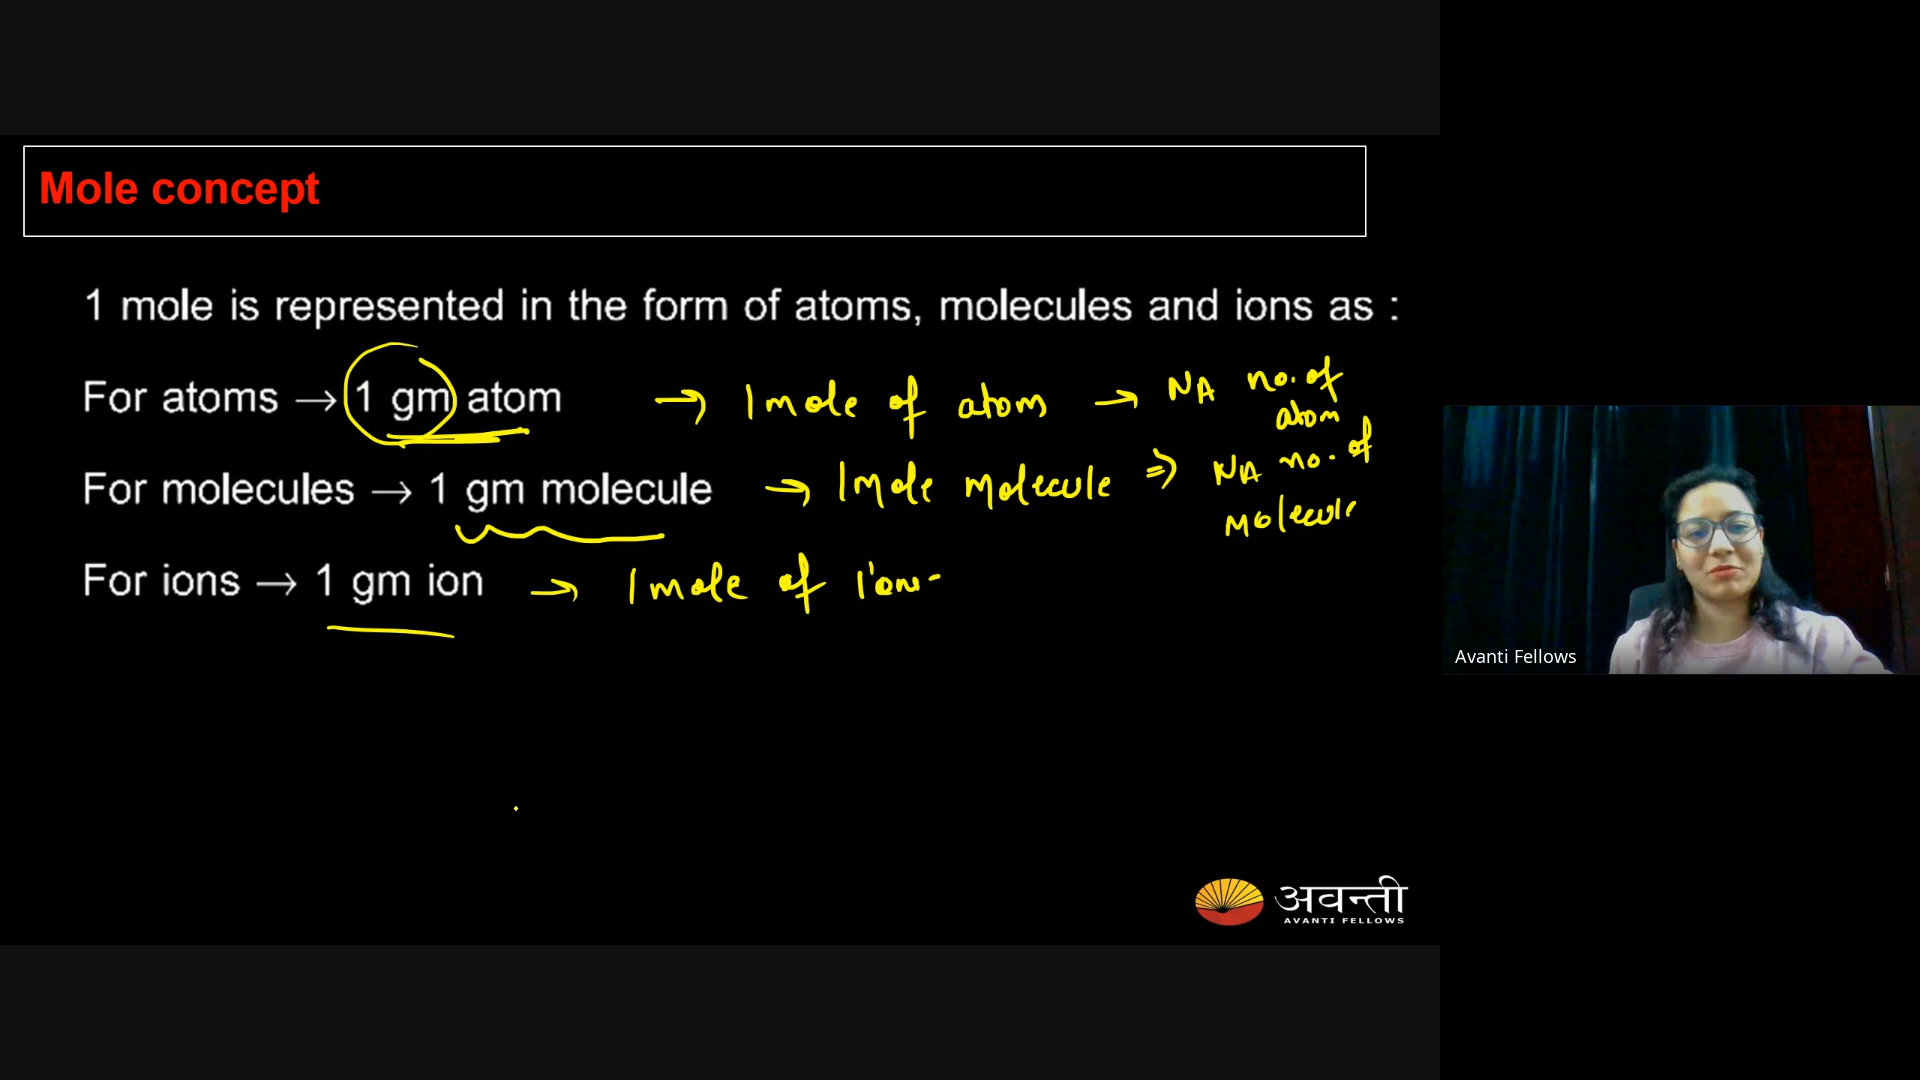 Mole concept
1 mole is represented in the form of atoms, molecules and ions as :
For atoms → 1 gm atom → 1 mole of atom → NA no. of atom
For molecules → 1 gm molecule → 1 mole molecule ⇒ NA no. of molecule
For ions → 1 gm ion → 1 mole of ions
Avanti Fellows
अवन्ती
AVANTI FELLOWS